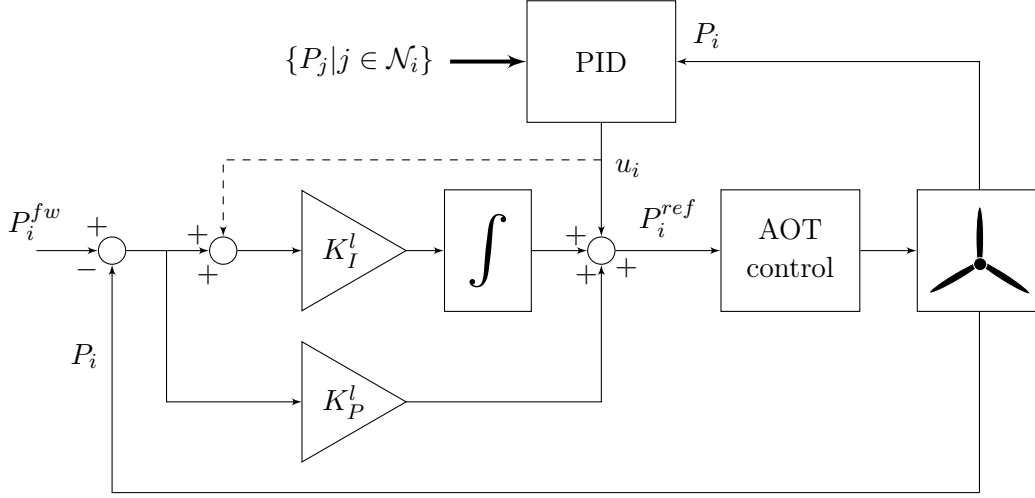 P_i
{P_j|j ∈ N_i}
PID
u_i
P_i^{fw}
+
−
+
+
K_I^l
∫
+
+
+
P_i^{ref}
AOT
control
P_i
K_P^l